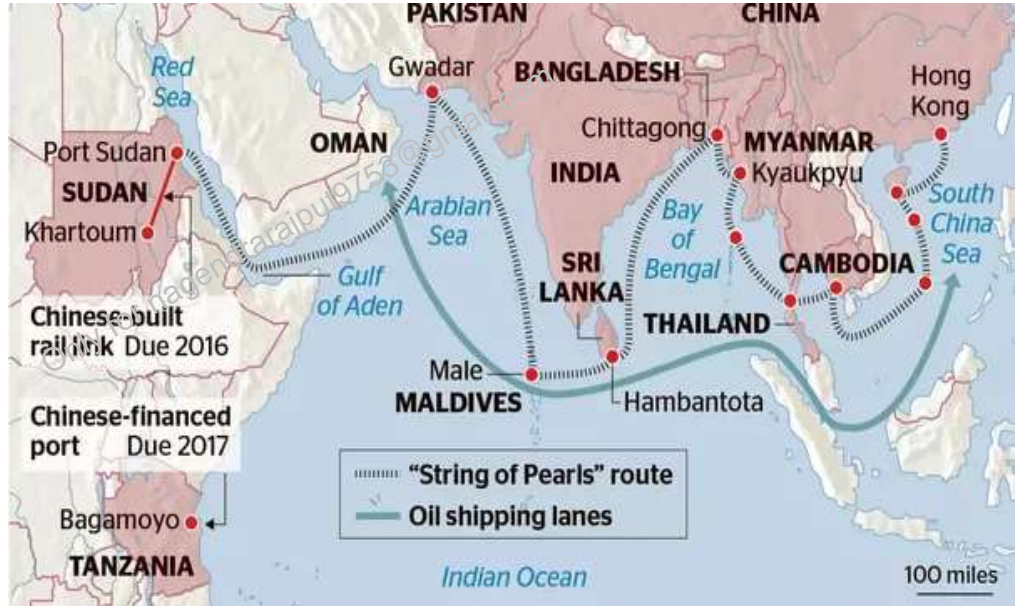 PAKISTAN
CHINA
Red
Sea
Gwadar
BANGLADESH
Hong
Kong
Port Sudan
OMAN
Chittagong
MYANMAR
SUDAN
INDIA
Kyaukpyu
Khartoum
Arabian
Sea
Bay
of
Bengal
South
China
Sea
Gulf
of Aden
SRI
LANKA
CAMBODIA
THAILAND
Chinese-built
rail link Due 2016
Male
MALDIVES
Hambantota
Chinese-financed
port Due 2017
"String of Pearls" route
Oil shipping lanes
Bagamoyo
TANZANIA
Indian Ocean
100 miles